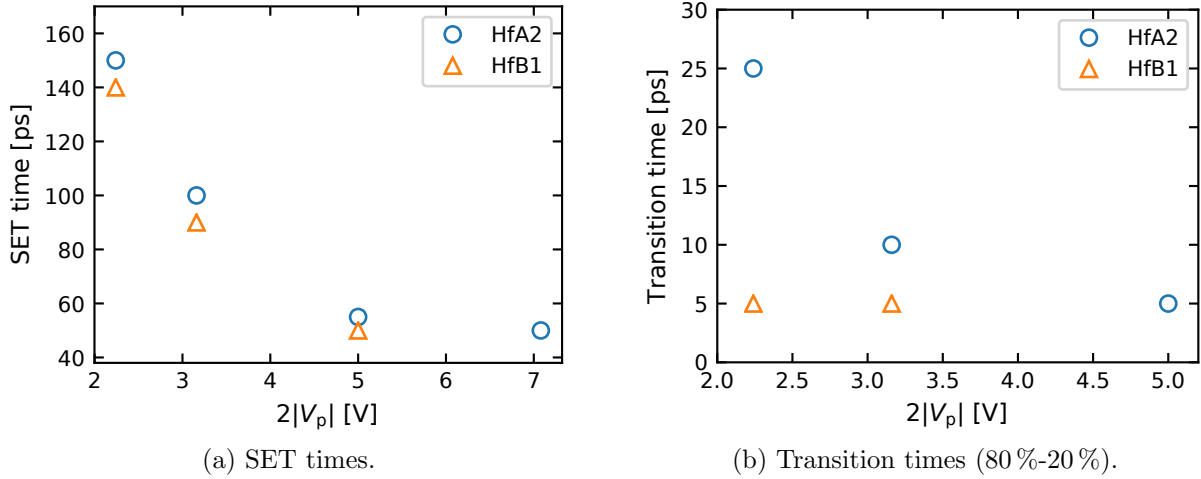 160
140
120
100
80
60
40
SET time [ps]
2
3
4
5
6
7
2|Vp| [V]
HfA2
HfB1
(a) SET times.
30
25
20
15
10
5
0
Transition time [ps]
2.0
2.5
3.0
3.5
4.0
4.5
5.0
2|Vp| [V]
HfA2
HfB1
(b) Transition times (80 %-20 %).